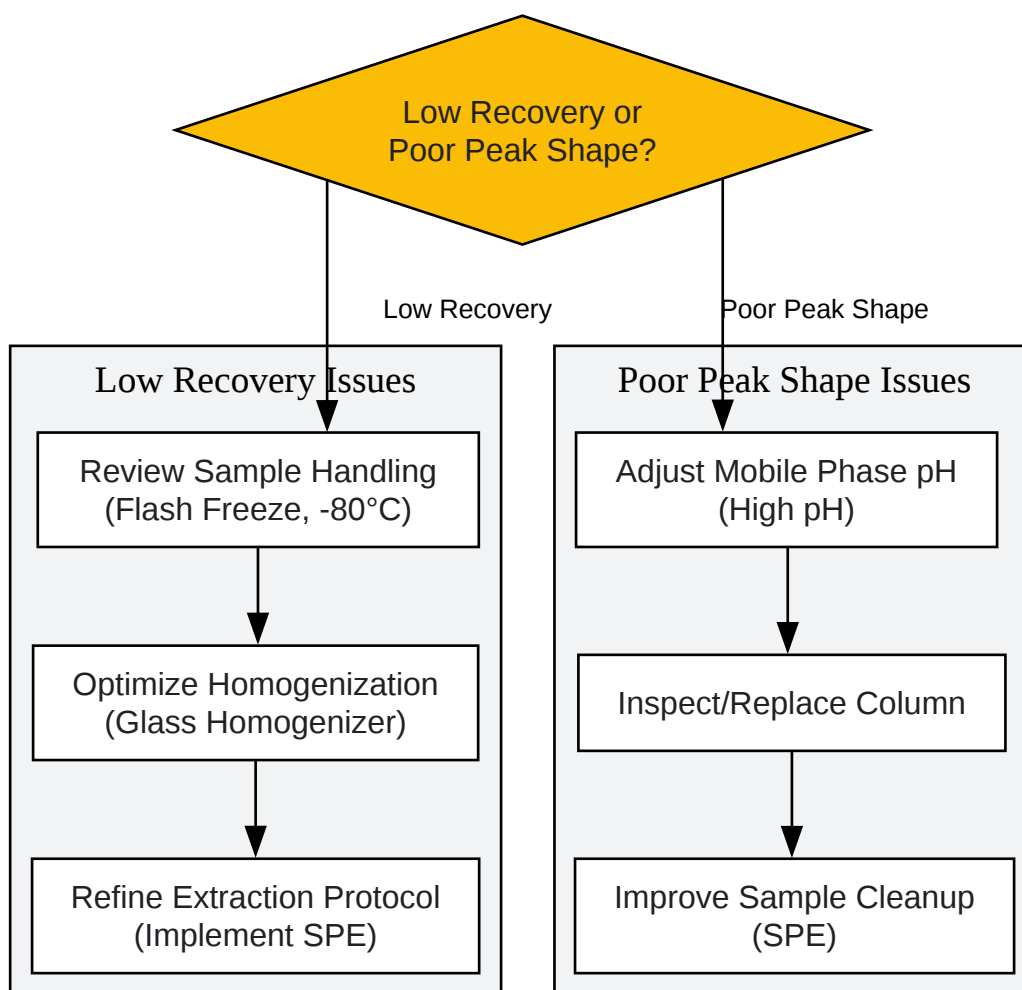 Low Recovery or
Poor Peak Shape?
Low Recovery
Poor Peak Shape
Low Recovery Issues
Review Sample Handling
(Flash Freeze, -80°C)
Optimize Homogenization
(Glass Homogenizer)
Refine Extraction Protocol
(Implement SPE)
Poor Peak Shape Issues
Adjust Mobile Phase pH
(High pH)
Inspect/Replace Column
Improve Sample Cleanup
(SPE)